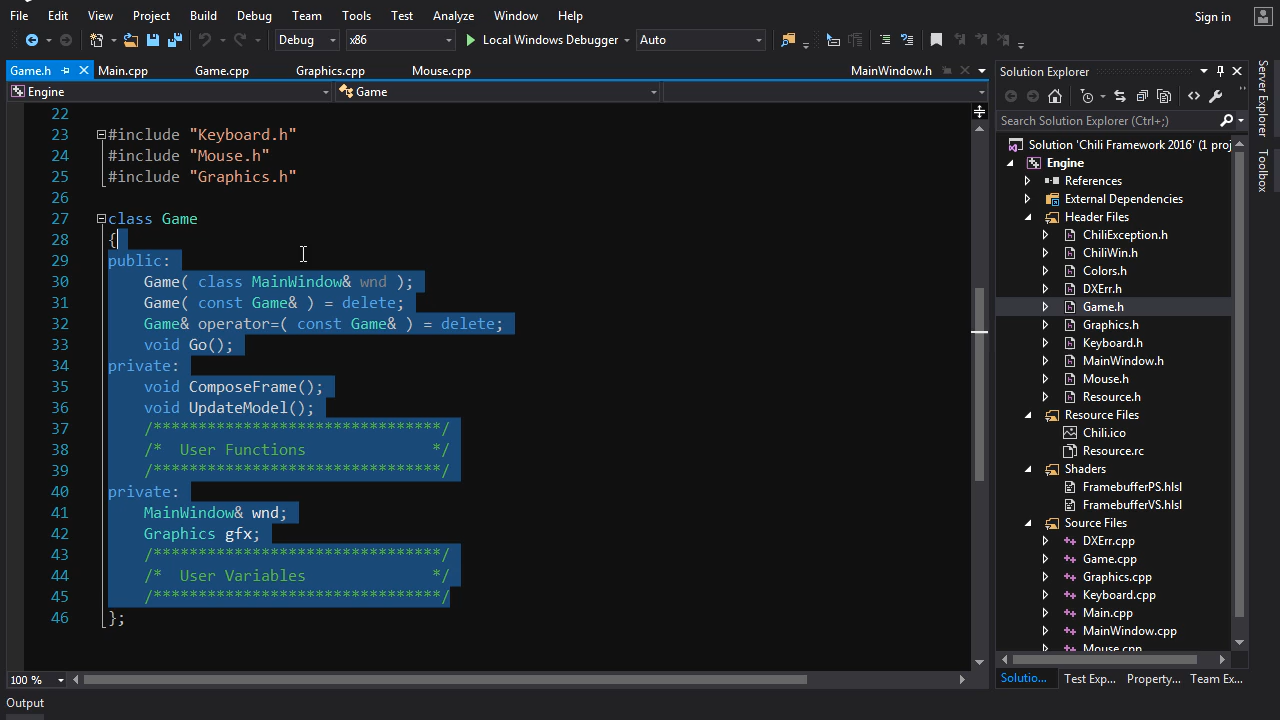 File Edit View Project Build Debug Team Tools Test Analyze Window Help Sign in
Debug x86 Local Windows Debugger Auto
Game.h Main.cpp Game.cpp Graphics.cpp Mouse.cpp MainWindow.h
Engine Game
22
23 #include "Keyboard.h"
24 #include "Mouse.h"
25 #include "Graphics.h"
26
27 class Game
28 {
29 public:
30 Game( class MainWindow& wnd );
31 Game( const Game& ) = delete;
32 Game& operator=( const Game& ) = delete;
33 void Go();
34 private:
35 void ComposeFrame();
36 void UpdateModel();
37 /********************************/
38 /*  User Functions              */
39 /********************************/
40 private:
41 MainWindow& wnd;
42 Graphics gfx;
43 /********************************/
44 /*  User Variables              */
45 /********************************/
46 };
100 %
Output
Solution Explorer
Search Solution Explorer (Ctrl+;)
Solution 'Chili Framework 2016' (1 proj
Engine
References
External Dependencies
Header Files
ChiliException.h
ChiliWin.h
Colors.h
DXErr.h
Game.h
Graphics.h
Keyboard.h
MainWindow.h
Mouse.h
Resource.h
Resource Files
Chili.ico
Resource.rc
Shaders
FramebufferPS.hlsl
FramebufferVS.hlsl
Source Files
DXErr.cpp
Game.cpp
Graphics.cpp
Keyboard.cpp
Main.cpp
MainWindow.cpp
Mouse.cpp
Solutio... Test Exp... Property... Team Ex...
Server Explorer
Toolbox